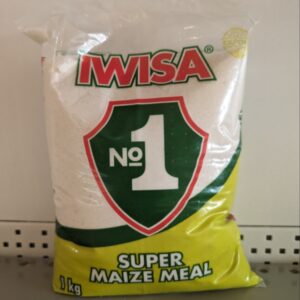 IWISA®
No 1
SUPER
MAIZE MEAL
1 kg